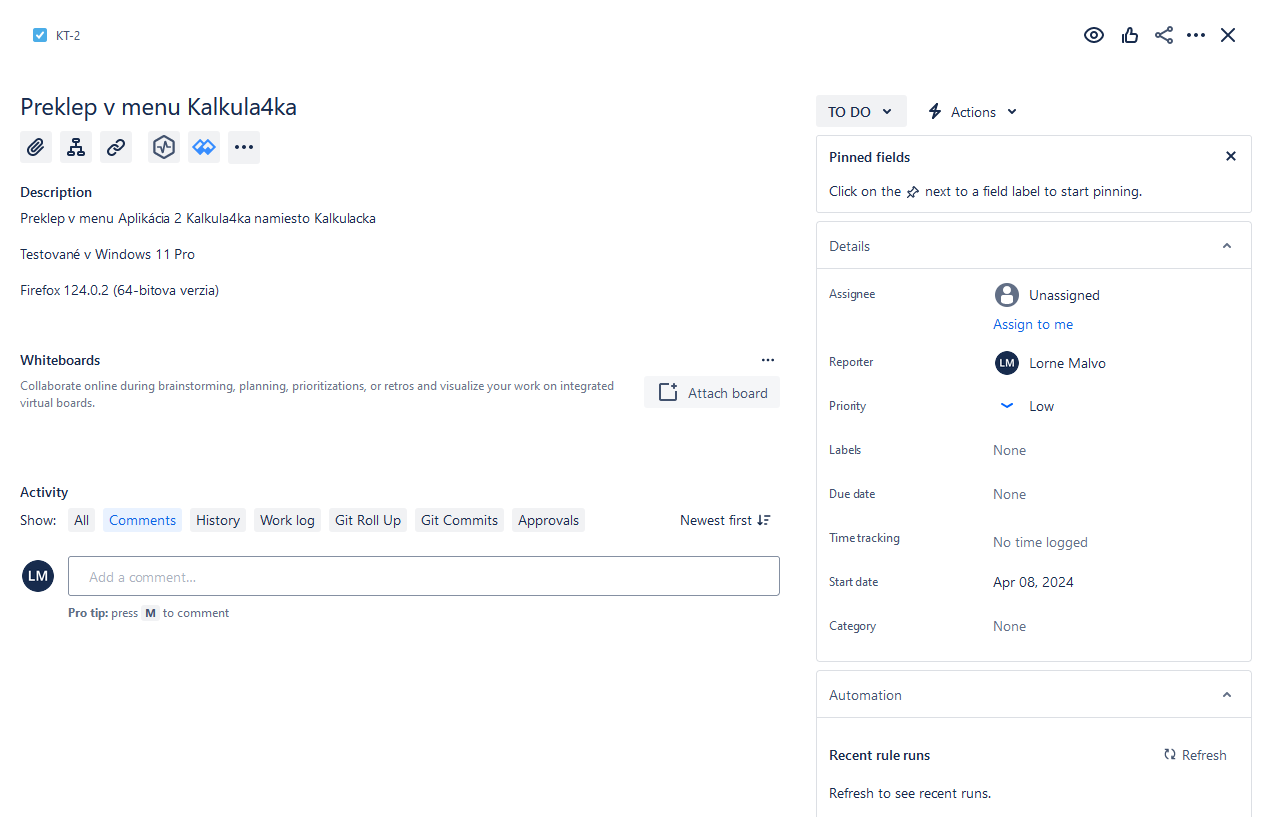 KT-2
Preklep v menu Kalkula4ka
Description
Preklep v menu Aplikácia 2 Kalkula4ka namiesto Kalkulacka
Testované v Windows 11 Pro
Firefox 124.0.2 (64-bitova verzia)
Whiteboards
Collaborate online during brainstorming, planning, prioritizations, or retros and visualize your work on integrated
virtual boards.
Attach board
Activity
Show: All Comments History Work log Git Roll Up Git Commits Approvals Newest first
LM Add a comment...
Pro tip: press M to comment
TO DO Actions
Pinned fields
Click on the next to a field label to start pinning.
Details
Assignee Unassigned
Assign to me
Reporter LM Lorne Malvo
Priority Low
Labels None
Due date None
Time tracking No time logged
Start date Apr 08, 2024
Category None
Automation
Recent rule runs Refresh
Refresh to see recent runs.